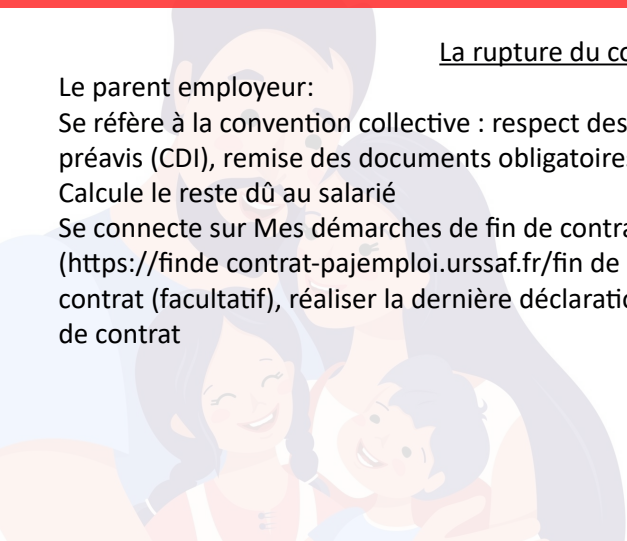 La rupture du co
Le parent employeur:
Se réfère à la convention collective : respect des
préavis (CDI), remise des documents obligatoires
Calcule le reste dû au salarié
Se connecte sur Mes démarches de fin de contra
(https://finde contrat-pajemploi.urssaf.fr/fin de
contrat (facultatif), réaliser la dernière déclaratio
de contrat